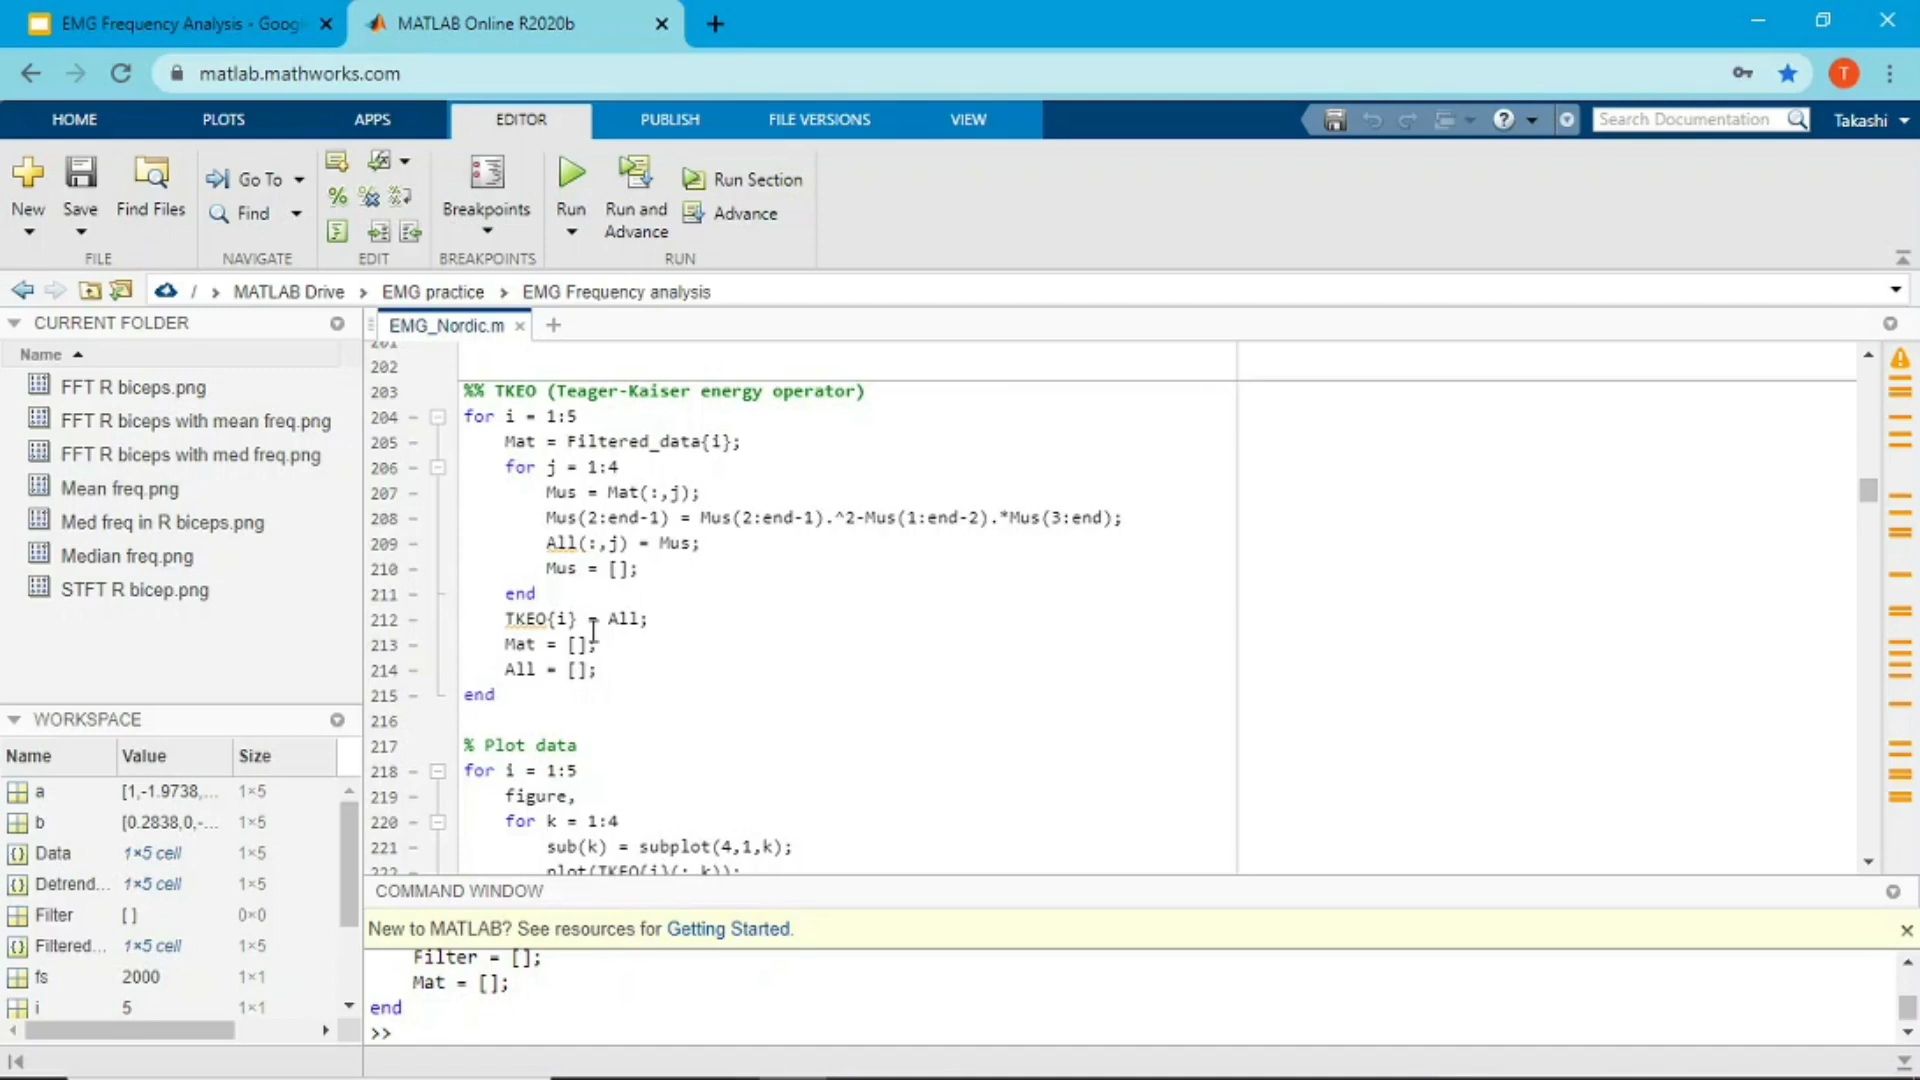 EMG Frequency Analysis - Goog
MATLAB Online R2020b
matlab.mathworks.com
T
HOME
PLOTS
APPS
EDITOR
PUBLISH
FILE VERSIONS
VIEW
Search Documentation
Takashi
New
Save
Find Files
Go To
Find
Breakpoints
Run
Run and Advance
Run Section
Advance
FILE
NAVIGATE
EDIT
BREAKPOINTS
RUN
/ > MATLAB Drive > EMG practice > EMG Frequency analysis
CURRENT FOLDER
Name
FFT R biceps.png
FFT R biceps with mean freq.png
FFT R biceps with med freq.png
Mean freq.png
Med freq in R biceps.png
Median freq.png
STFT R bicep.png
WORKSPACE
Name Value Size
a [1,-1.9738,... 1×5
b [0.2838,0,-... 1×5
Data 1×5 cell 1×5
Detrend... 1×5 cell 1×5
Filter [ ] 0×0
Filtered... 1×5 cell 1×5
fs 2000 1×1
i 5 1×1
EMG_Nordic.m
201
202
203 %% TKEO (Teager-Kaiser energy operator)
204 - for i = 1:5
205 - Mat = Filtered_data{i};
206 - for j = 1:4
207 - Mus = Mat(:,j);
208 - Mus(2:end-1) = Mus(2:end-1).^2-Mus(1:end-2).*Mus(3:end);
209 - All(:,j) = Mus;
210 - Mus = [];
211 - end
212 - TKEO{i} = All;
213 - Mat = [];
214 - All = [];
215 - end
216
217 % Plot data
218 - for i = 1:5
219 - figure,
220 - for k = 1:4
221 - sub(k) = subplot(4,1,k);
222 - plot(TKEO{i}(:,k));
COMMAND WINDOW
New to MATLAB? See resources for Getting Started.
Filter = [];
Mat = [];
end
>>